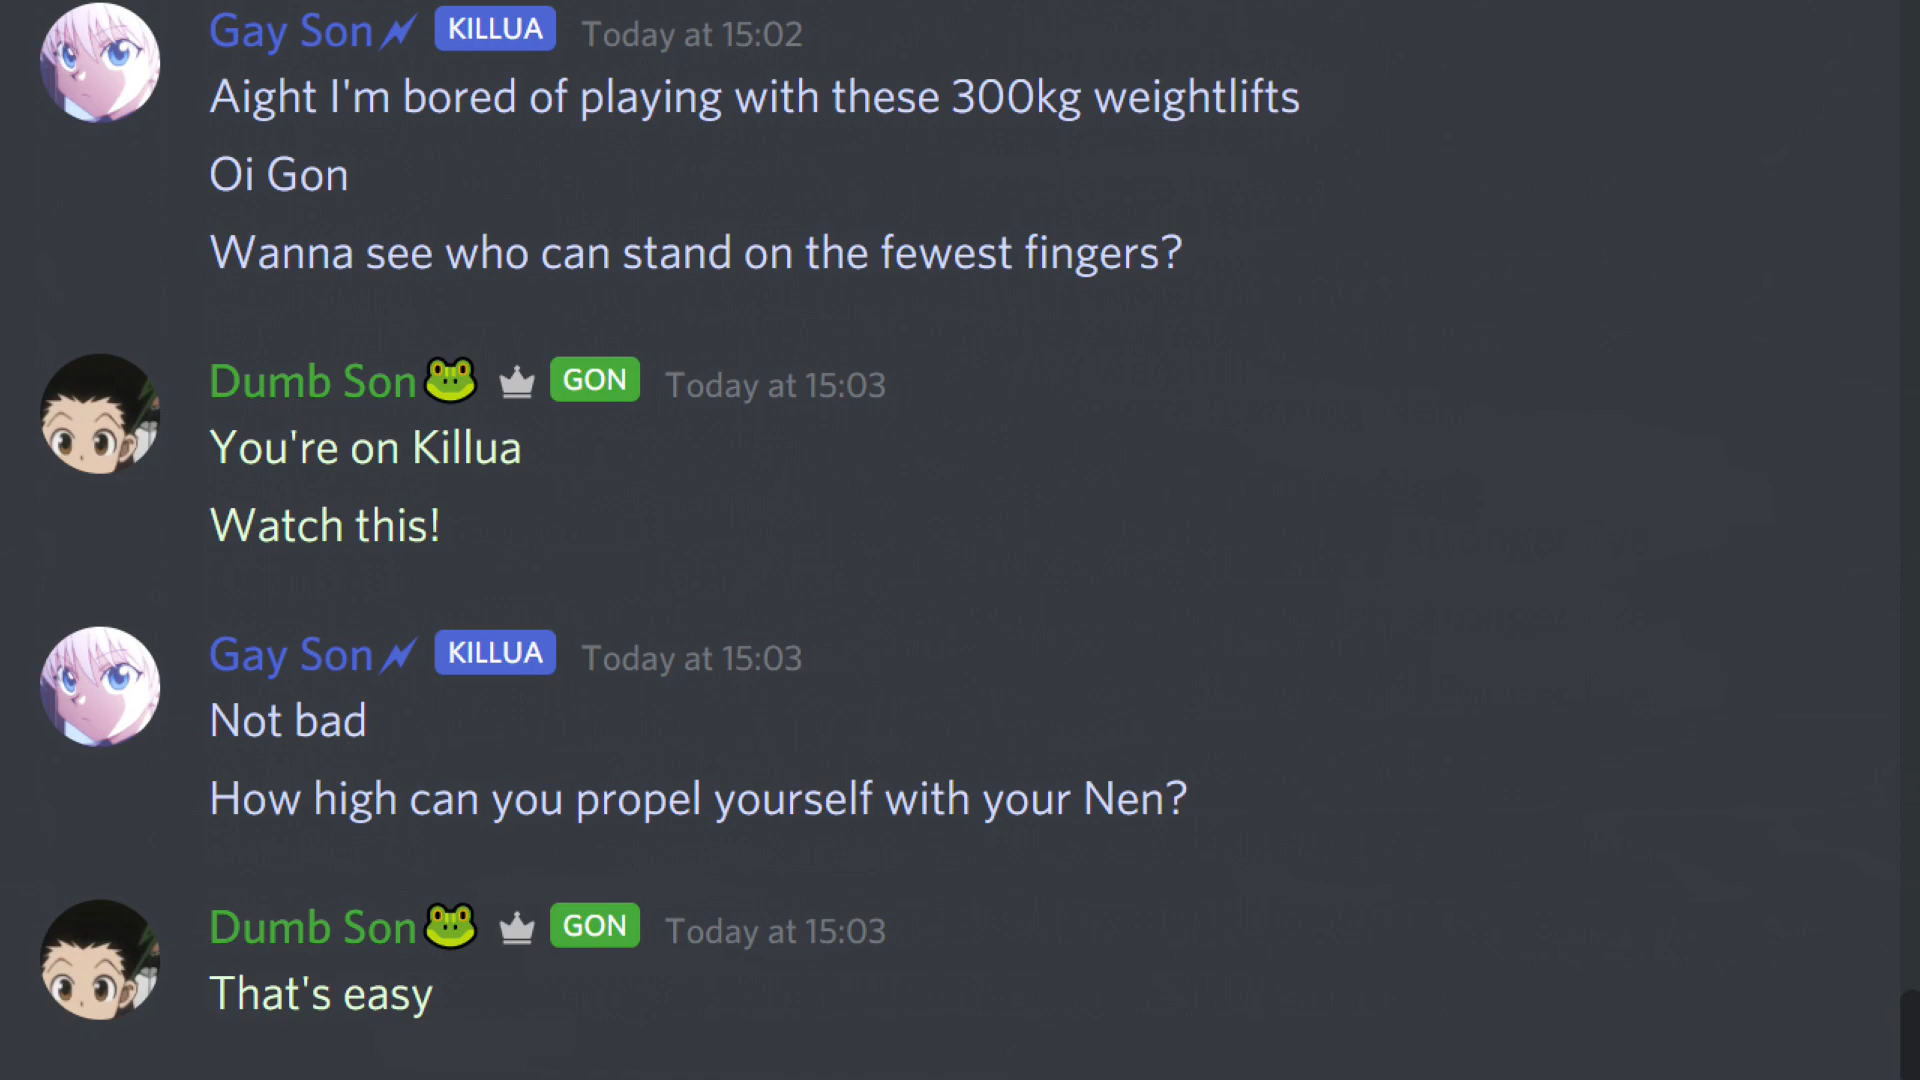 Gay Son KILLUA Today at 15:02
Aight I'm bored of playing with these 300kg weightlifts
Oi Gon
Wanna see who can stand on the fewest fingers?
Dumb Son GON Today at 15:03
You're on Killua
Watch this!
Gay Son KILLUA Today at 15:03
Not bad
How high can you propel yourself with your Nen?
Dumb Son GON Today at 15:03
That's easy